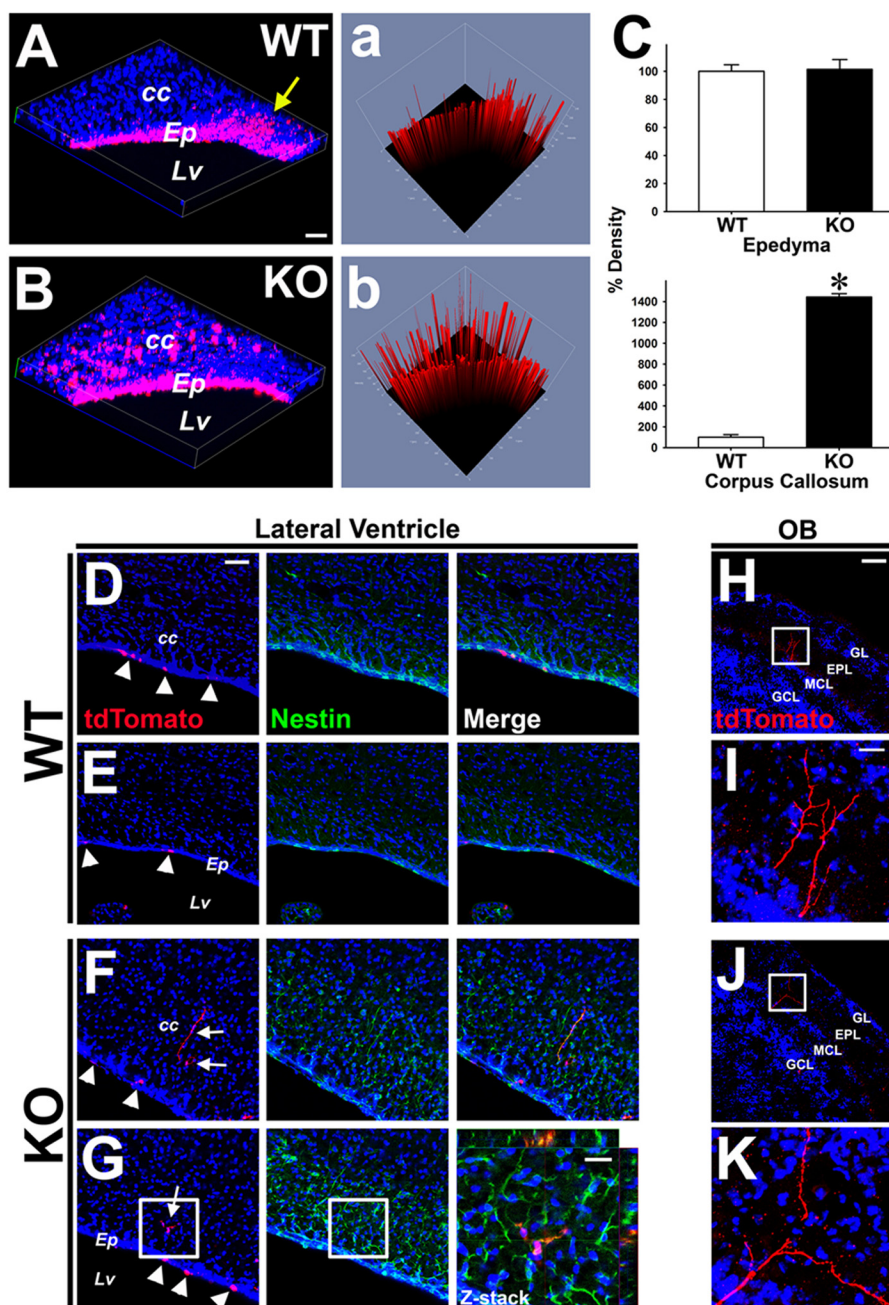 A
WT
cc
Ep
Lv
a
C
% Density
100
80
60
40
20
0
WT
KO
Epedyma
B
KO
cc
Ep
Lv
b
*
1400
1200
1000
800
600
400
200
0
WT
KO
Corpus Callosum
Lateral Ventricle
OB
WT
D
cc
tdTomato
Nestin
Merge
H
GL
EPL
MCL
GCL
tdTomato
E
Ep
Lv
I
KO
F
cc
J
GL
EPL
MCL
GCL
G
Ep
Lv
Z-stack
K